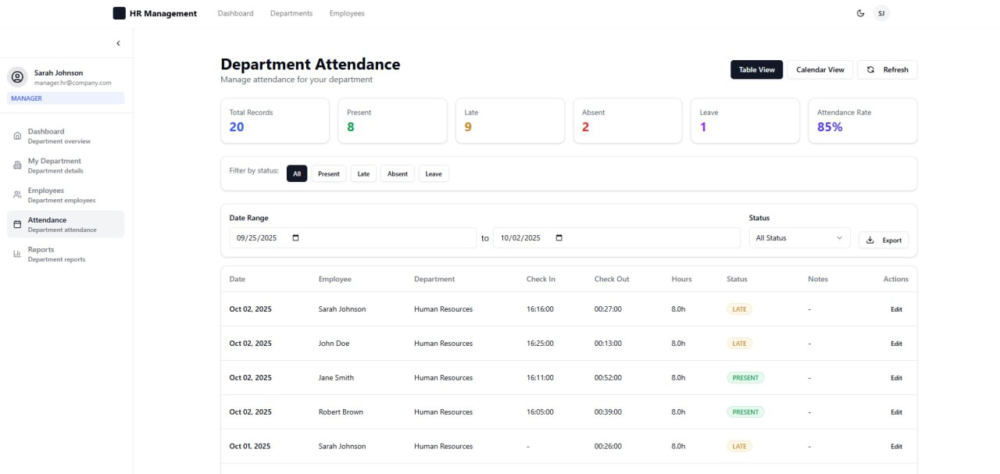 HR Management Dashboard Departments Employees SJ
Sarah Johnson
manager.hr@company.com
MANAGER
Dashboard
Department overview
My Department
Department details
Employees
Department employees
Attendance
Department attendance
Reports
Department reports
Department Attendance
Manage attendance for your department
Table View Calendar View Refresh
Total Records Present Late Absent Leave Attendance Rate
20 8 9 2 1 85%
Filter by status: All Present Late Absent Leave
Date Range Status
09/25/2025 to 10/02/2025 All Status Export
Date Employee Department Check In Check Out Hours Status Notes Actions
Oct 02, 2025 Sarah Johnson Human Resources 16:16:00 00:27:00 8.0h LATE - Edit
Oct 02, 2025 John Doe Human Resources 16:25:00 00:13:00 8.0h LATE - Edit
Oct 02, 2025 Jane Smith Human Resources 16:11:00 00:52:00 8.0h PRESENT - Edit
Oct 02, 2025 Robert Brown Human Resources 16:05:00 00:39:00 8.0h PRESENT - Edit
Oct 01, 2025 Sarah Johnson Human Resources - 00:26:00 8.0h LATE - Edit